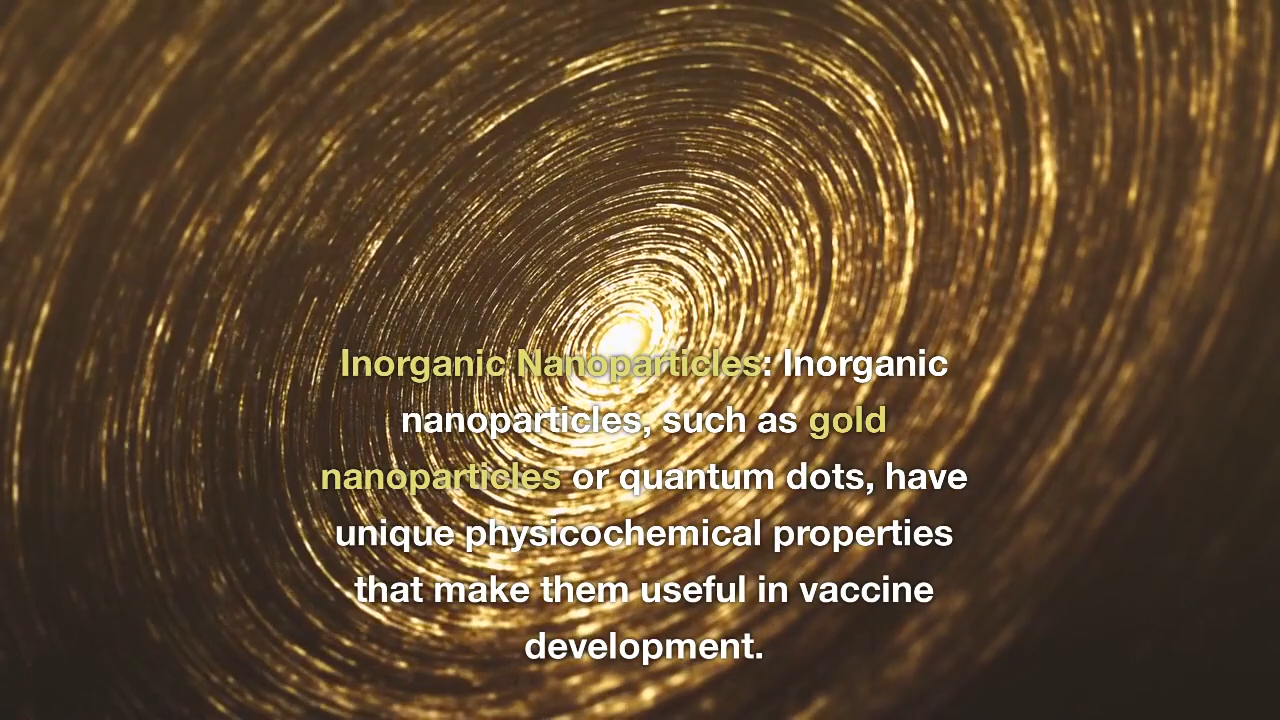 Inorganic Nanoparticles: Inorganic
nanoparticles, such as gold
nanoparticles or quantum dots, have
unique physicochemical properties
that make them useful in vaccine
development.